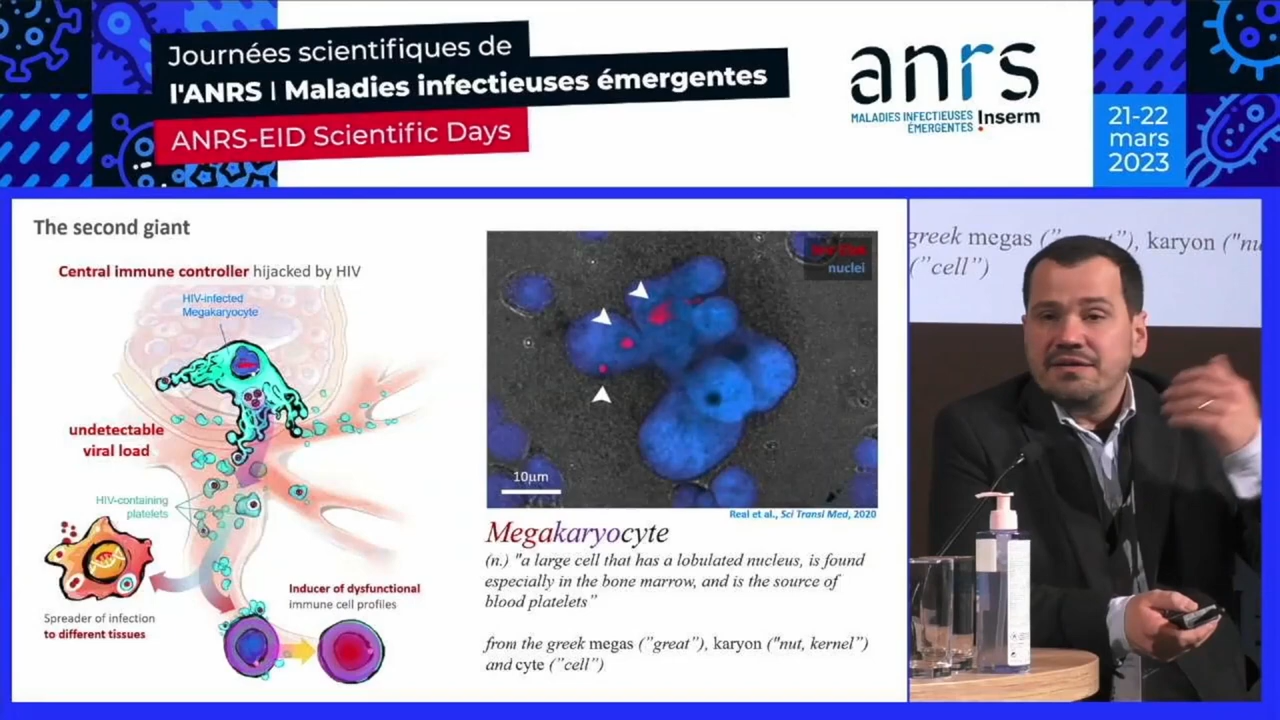 Journées scientifiques de
l'ANRS | Maladies infectieuses émergentes
ANRS-EID Scientific Days
anrs
MALADIES INFECTIEUSES
ÉMERGENTES
Inserm
21-22
mars
2023
The second giant
Central immune controller hijacked by HIV
HIV-infected
Megakaryocyte
undetectable
viral load
HIV-containing
platelets
Spreader of infection
to different tissues
Inducer of dysfunctional
immune cell profiles
nuclei
10μm
Real et al., Sci Transl Med, 2020
Megakaryocyte
(n.) "a large cell that has a lobulated nucleus, is found
especially in the bone marrow, and is the source of
blood platelets"
from the greek megas ("great"), karyon ("nut, kernel")
and cyte ("cell")
greek megas ("great"), karyon ("nu
("cell")